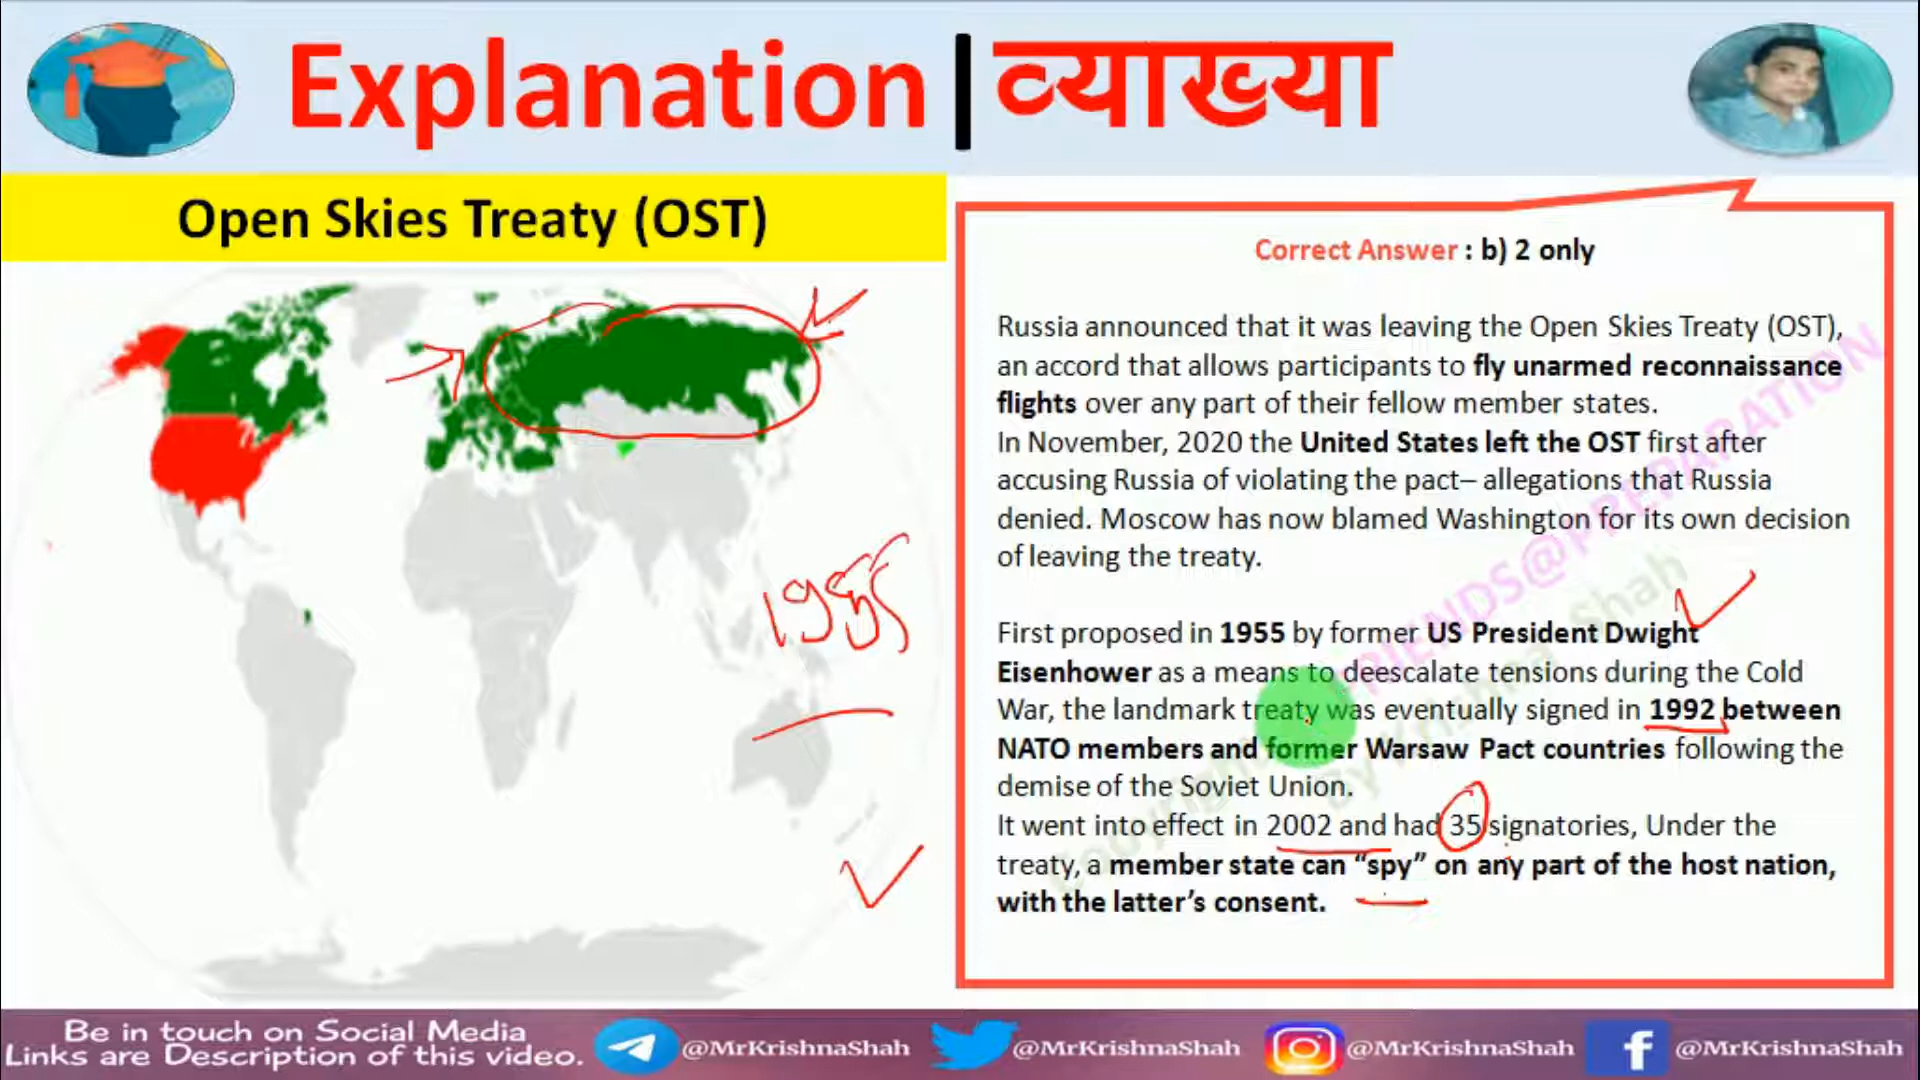 Explanation | व्याख्या
Open Skies Treaty (OST)
Correct Answer : b) 2 only
Russia announced that it was leaving the Open Skies Treaty (OST),
an accord that allows participants to fly unarmed reconnaissance
flights over any part of their fellow member states.
In November, 2020 the United States left the OST first after
accusing Russia of violating the pact– allegations that Russia
denied. Moscow has now blamed Washington for its own decision
of leaving the treaty.
First proposed in 1955 by former US President Dwight
Eisenhower as a means to deescalate tensions during the Cold
War, the landmark treaty was eventually signed in 1992 between
NATO members and former Warsaw Pact countries following the
demise of the Soviet Union.
It went into effect in 2002 and had 35 signatories, Under the
treaty, a member state can “spy” on any part of the host nation,
with the latter’s consent.
FRIENDS@PREPARATION
Copyright
By Krishna Shah
Be in touch on Social Media
Links are Description of this video.
@MrKrishnaShah
@MrKrishnaShah
@MrKrishnaShah
@MrKrishnaShah